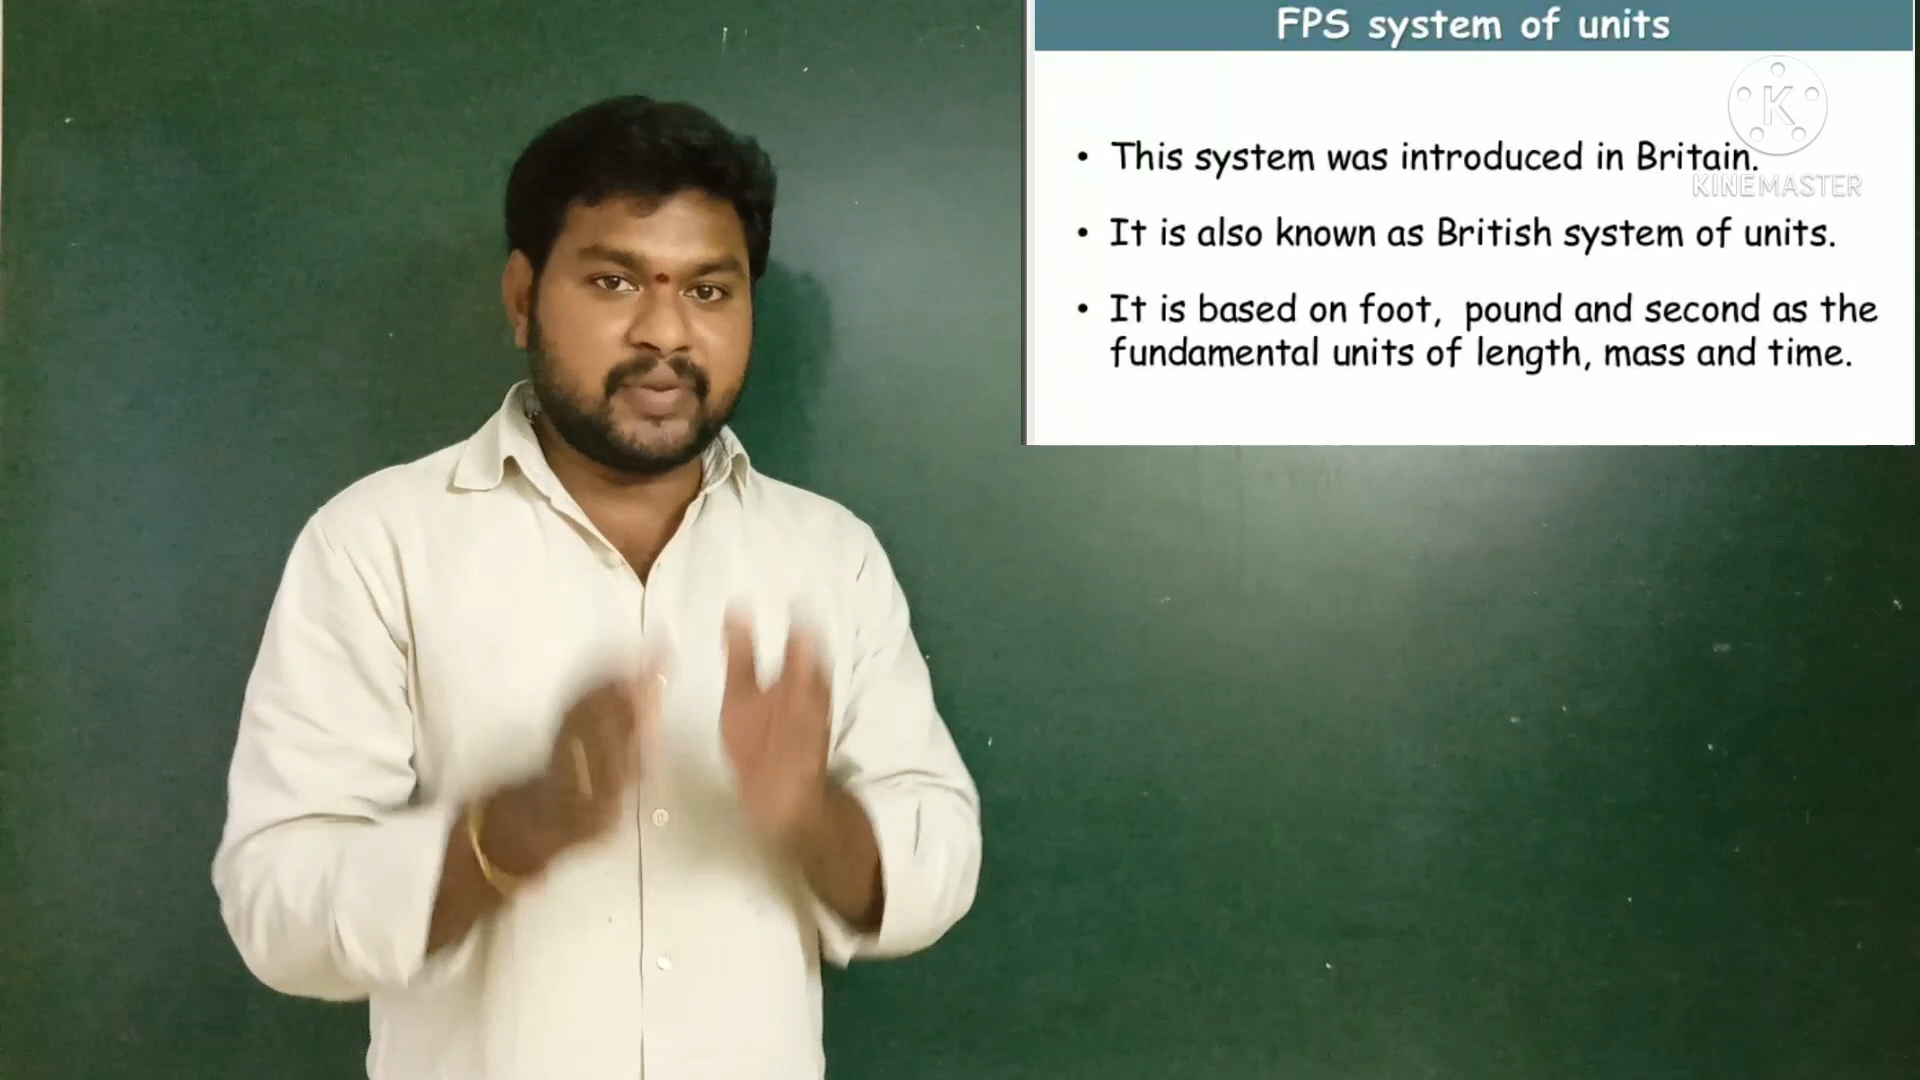 FPS system of units
K
• This system was introduced in Britain.
KINEMASTER
• It is also known as British system of units.
• It is based on foot, pound and second as the
fundamental units of length, mass and time.